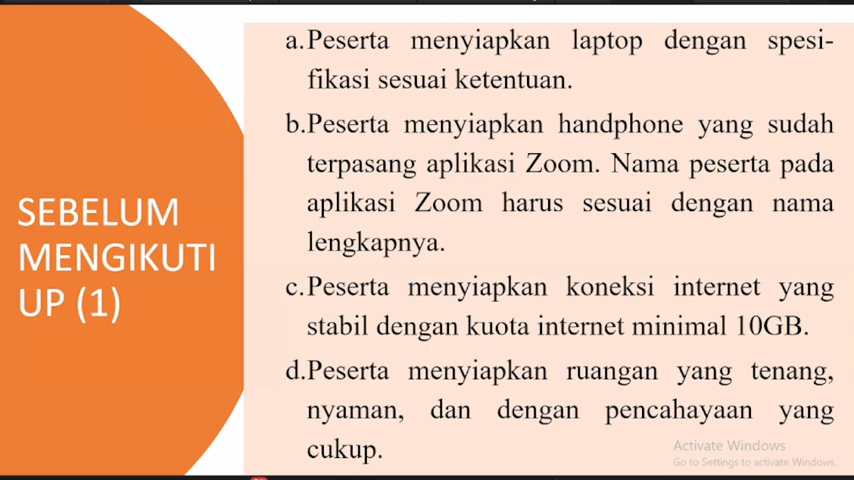 SEBELUM
MENGIKUTI
UP (1)
a.Peserta menyiapkan laptop dengan spesi-
fikasi sesuai ketentuan.
b.Peserta menyiapkan handphone yang sudah
terpasang aplikasi Zoom. Nama peserta pada
aplikasi Zoom harus sesuai dengan nama
lengkapnya.
c.Peserta menyiapkan koneksi internet yang
stabil dengan kuota internet minimal 10GB.
d.Peserta menyiapkan ruangan yang tenang,
nyaman, dan dengan pencahayaan yang
cukup.
Activate Windows
Go to Settings to activate Windows.